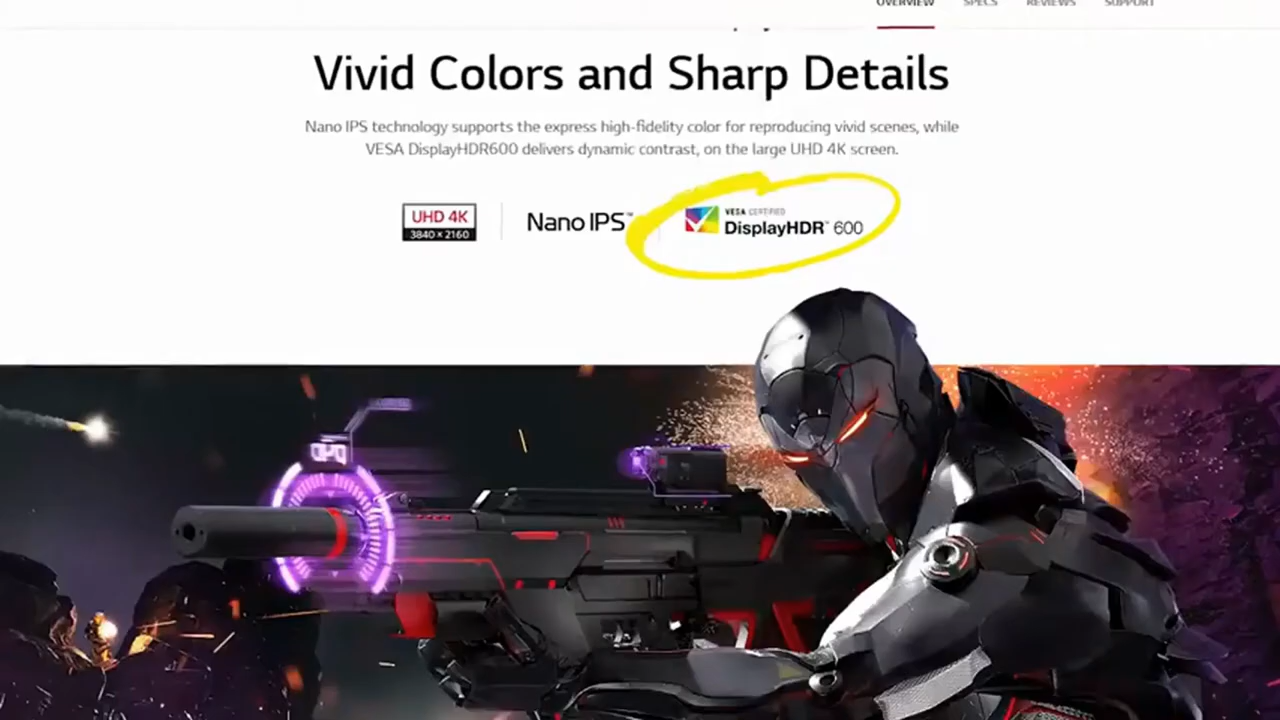 OVERVIEW SPECS REVIEWS SUPPORT
Vivid Colors and Sharp Details
Nano IPS technology supports the express high-fidelity color for reproducing vivid scenes, while
VESA DisplayHDR600 delivers dynamic contrast, on the large UHD 4K screen.
UHD 4K
3840 × 2160
Nano IPS™
VESA CERTIFIED
DisplayHDR™ 600